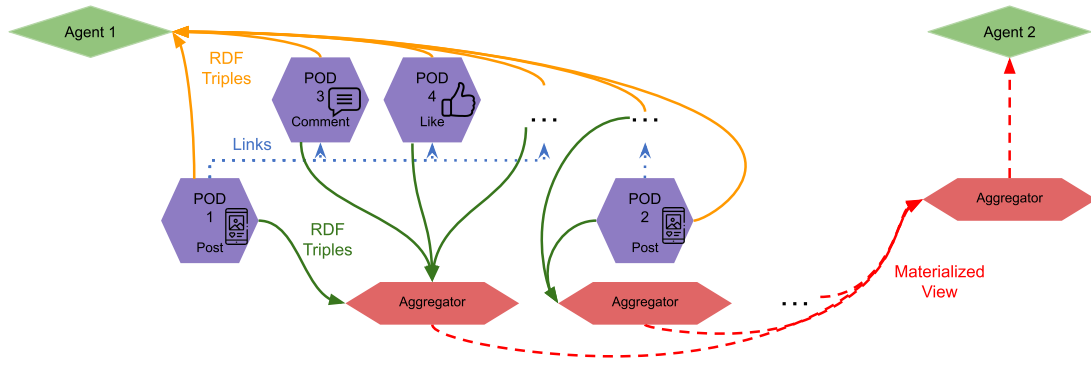 Agent 1
Agent 2
RDF
Triples
POD
3
Comment
POD
4
Like
...
...
Links
POD
1
Post
POD
2
Post
Aggregator
RDF
Triples
Materialized
View
Aggregator
Aggregator
...